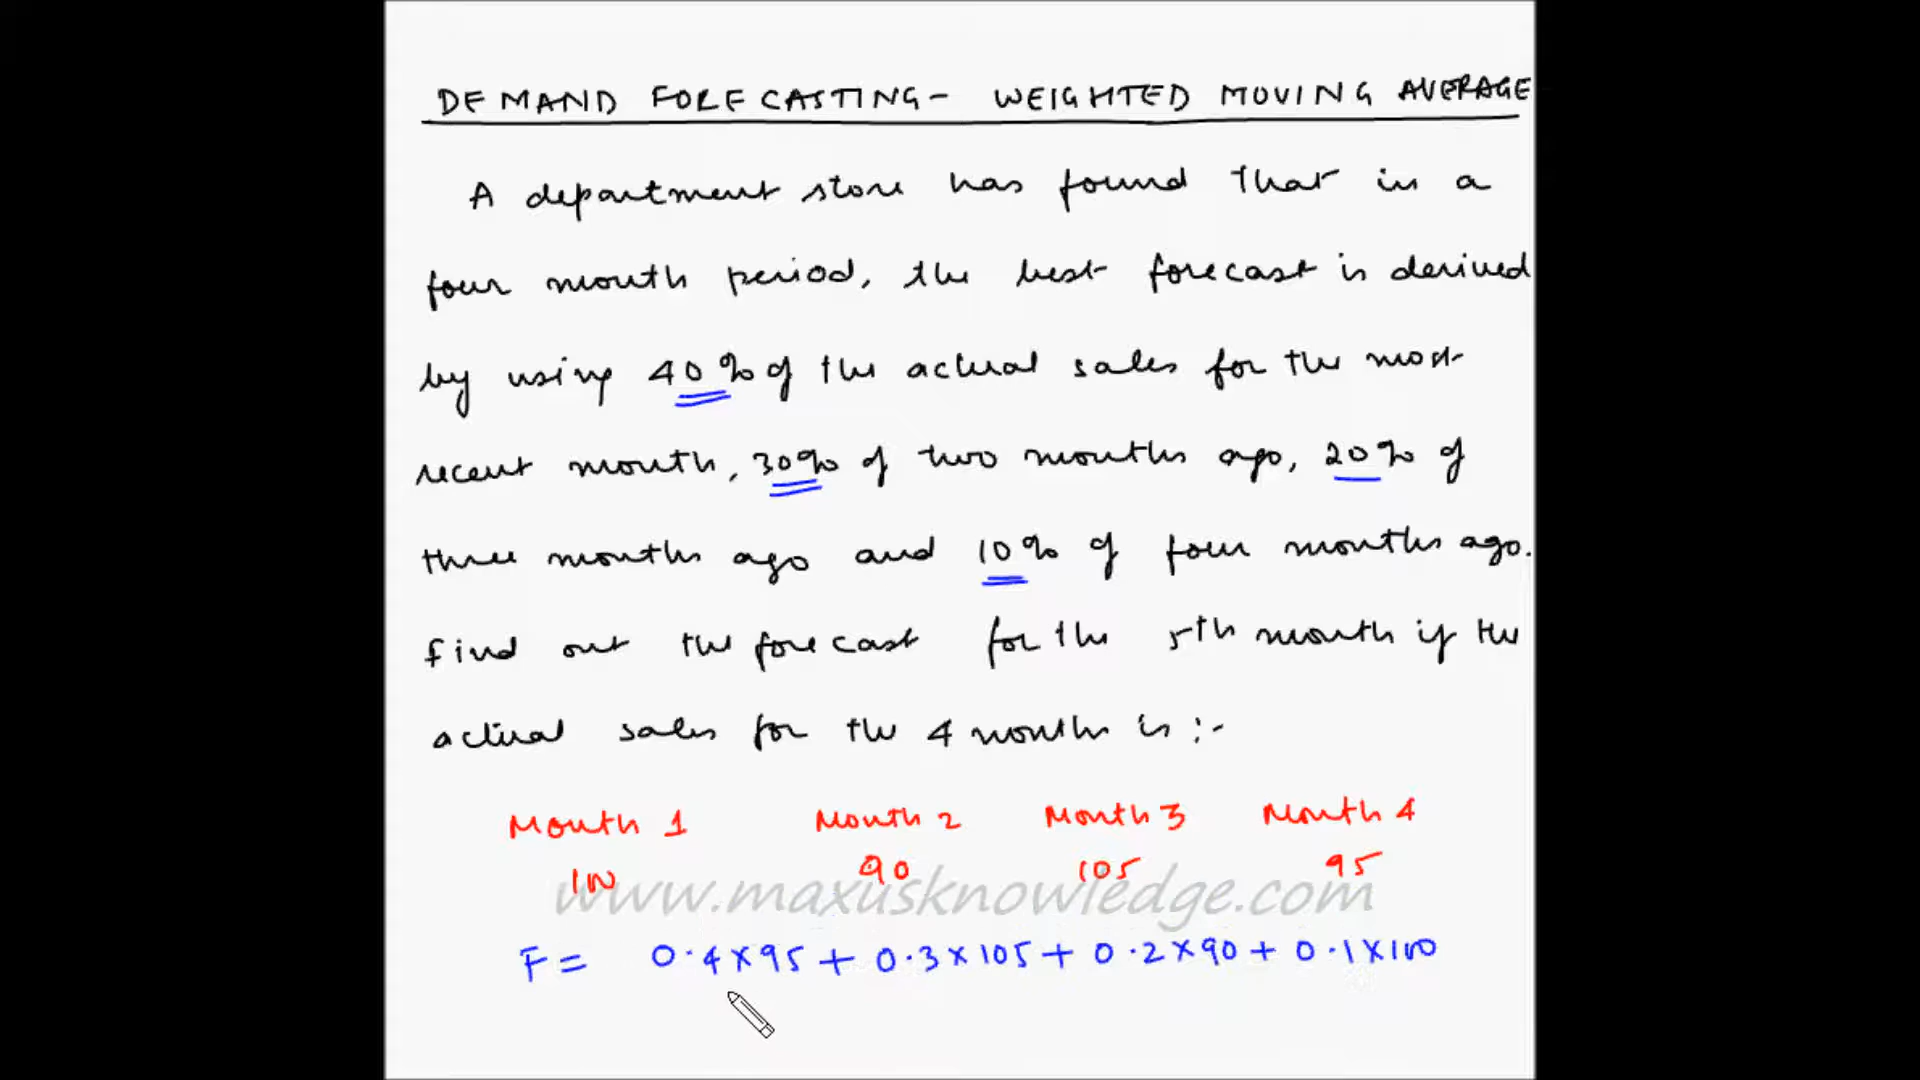 DEMAND FORECASTING - WEIGHTED MOVING AVERAGE
A department store has found that in a
four month period, the best forecast is derived
by using 40% of the actual sales for the most
recent month, 30% of two months ago, 20% of
three months ago and 10% of four months ago.
find out the forecast for the 5th month if the
actual sales for the 4 months is :-
Month 1 Month 2 Month 3 Month 4
100 90 105 95
www.maxusknowledge.com
F = 0.4×95 + 0.3×105 + 0.2×90 + 0.1×100